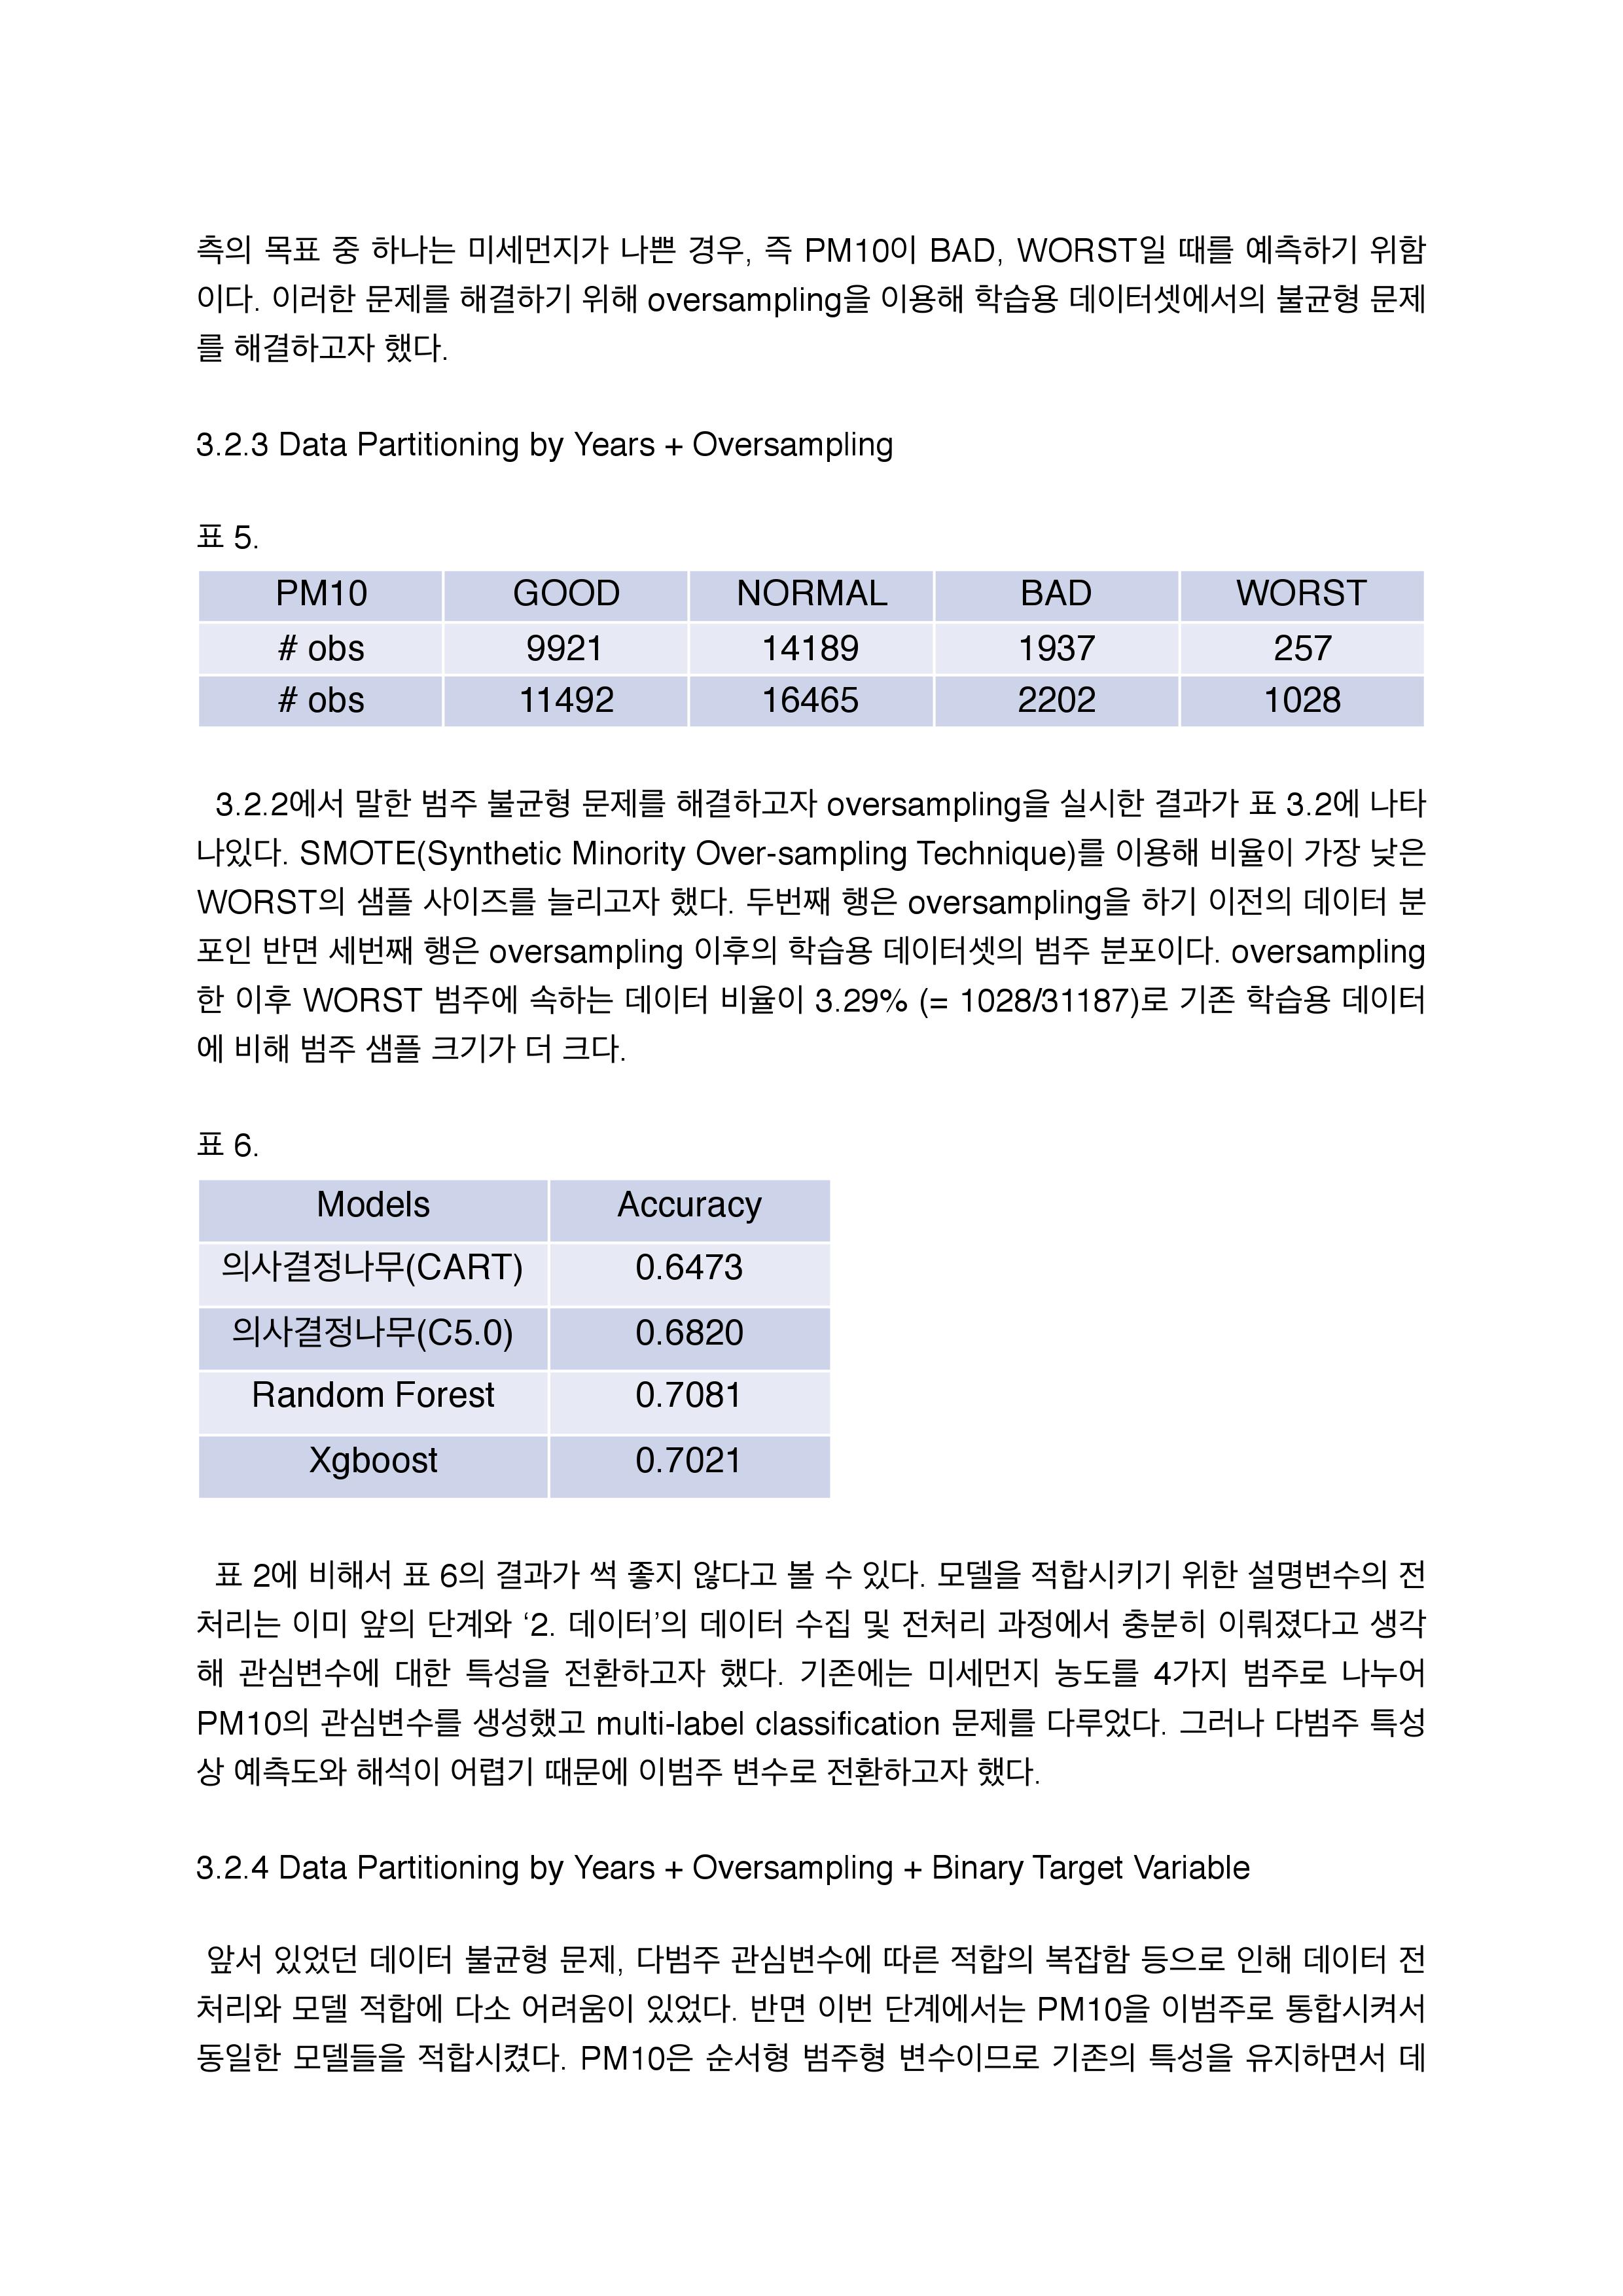 측의 목표 중 하나는 미세먼지가 나쁜 경우, 즉 PM10이 BAD, WORST일 때를 예측하기 위함
이다. 이러한 문제를 해결하기 위해 oversampling을 이용해 학습용 데이터셋에서의 불균형 문제
를 해결하고자 했다.
3.2.3 Data Partitioning by Years + Oversampling
표 5.
PM10 GOOD NORMAL BAD WORST
# obs 9921 14189 1937 257
# obs 11492 16465 2202 1028
3.2.2에서 말한 범주 불균형 문제를 해결하고자 oversampling을 실시한 결과가 표 3.2에 나타
나있다. SMOTE(Synthetic Minority Over-sampling Technique)를 이용해 비율이 가장 낮은
WORST의 샘플 사이즈를 늘리고자 했다. 두번째 행은 oversampling을 하기 이전의 데이터 분
포인 반면 세번째 행은 oversampling 이후의 학습용 데이터셋의 범주 분포이다. oversampling
한 이후 WORST 범주에 속하는 데이터 비율이 3.29% (= 1028/31187)로 기존 학습용 데이터
에 비해 범주 샘플 크기가 더 크다.
표 6.
Models Accuracy
의사결정나무(CART) 0.6473
의사결정나무(C5.0) 0.6820
Random Forest 0.7081
Xgboost 0.7021
표 2에 비해서 표 6의 결과가 썩 좋지 않다고 볼 수 있다. 모델을 적합시키기 위한 설명변수의 전
처리는 이미 앞의 단계와 ‘2. 데이터’의 데이터 수집 및 전처리 과정에서 충분히 이뤄졌다고 생각
해 관심변수에 대한 특성을 전환하고자 했다. 기존에는 미세먼지 농도를 4가지 범주로 나누어
PM10의 관심변수를 생성했고 multi-label classification 문제를 다루었다. 그러나 다범주 특성
상 예측도와 해석이 어렵기 때문에 이범주 변수로 전환하고자 했다.
3.2.4 Data Partitioning by Years + Oversampling + Binary Target Variable
앞서 있었던 데이터 불균형 문제, 다범주 관심변수에 따른 적합의 복잡함 등으로 인해 데이터 전
처리와 모델 적합에 다소 어려움이 있었다. 반면 이번 단계에서는 PM10을 이범주로 통합시켜서
동일한 모델들을 적합시켰다. PM10은 순서형 범주형 변수이므로 기존의 특성을 유지하면서 데